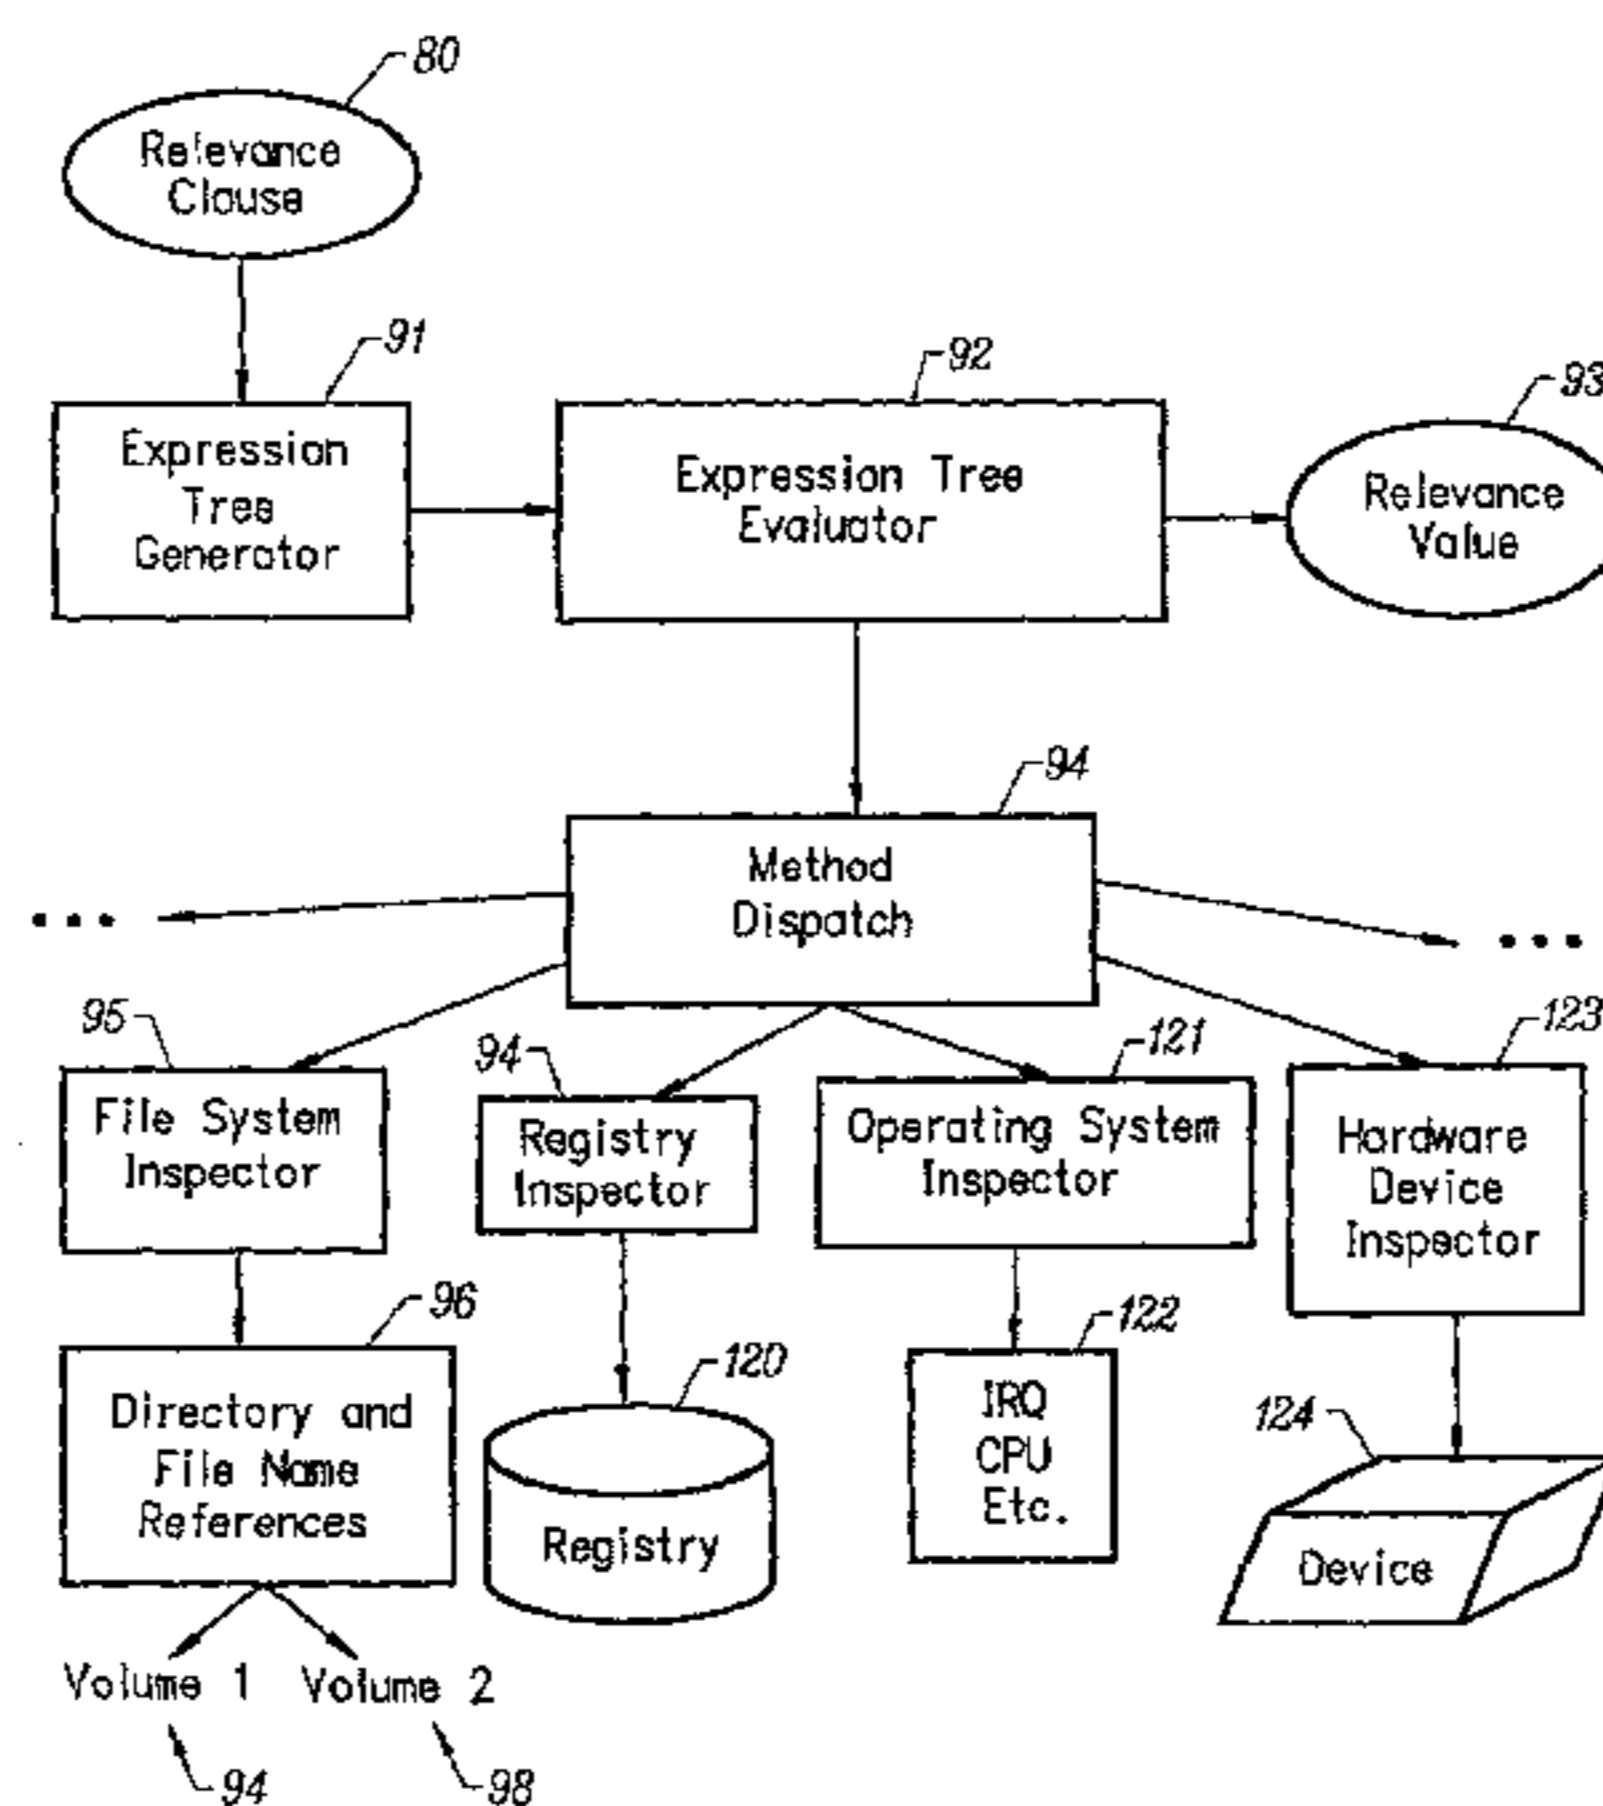 80
Relevance
Clause
91
92
93
Expression
Tree
Generator
Expression Tree
Evaluator
Relevance
Value
94
Method
Dispatch
...
...
95
94
121
123
File System
Inspector
Registry
Inspector
Operating System
Inspector
Hardware
Device
Inspector
96
120
122
124
Directory and
File Name
References
Registry
IRQ
CPU
Etc.
Device
Volume 1
Volume 2
94
98